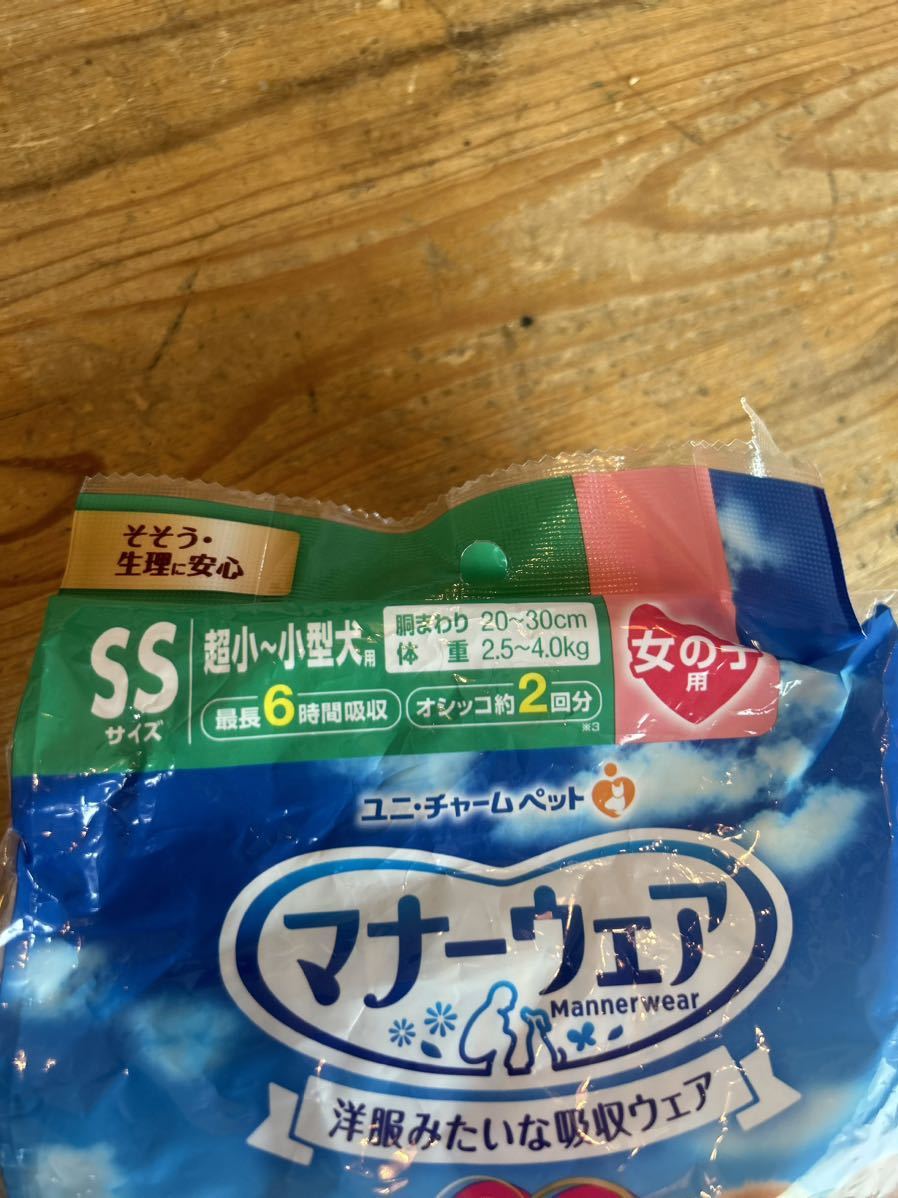 そそう・
生理に安心
SS
サイズ
超小~小型犬用
胴まわり 20~30cm
体 重 2.5~4.0kg
最長6時間吸収
オシッコ約2回分
※3
女の子
用
ユニ・チャーム ペット
マナーウェア
Manner wear
洋服みたいな吸収ウェア